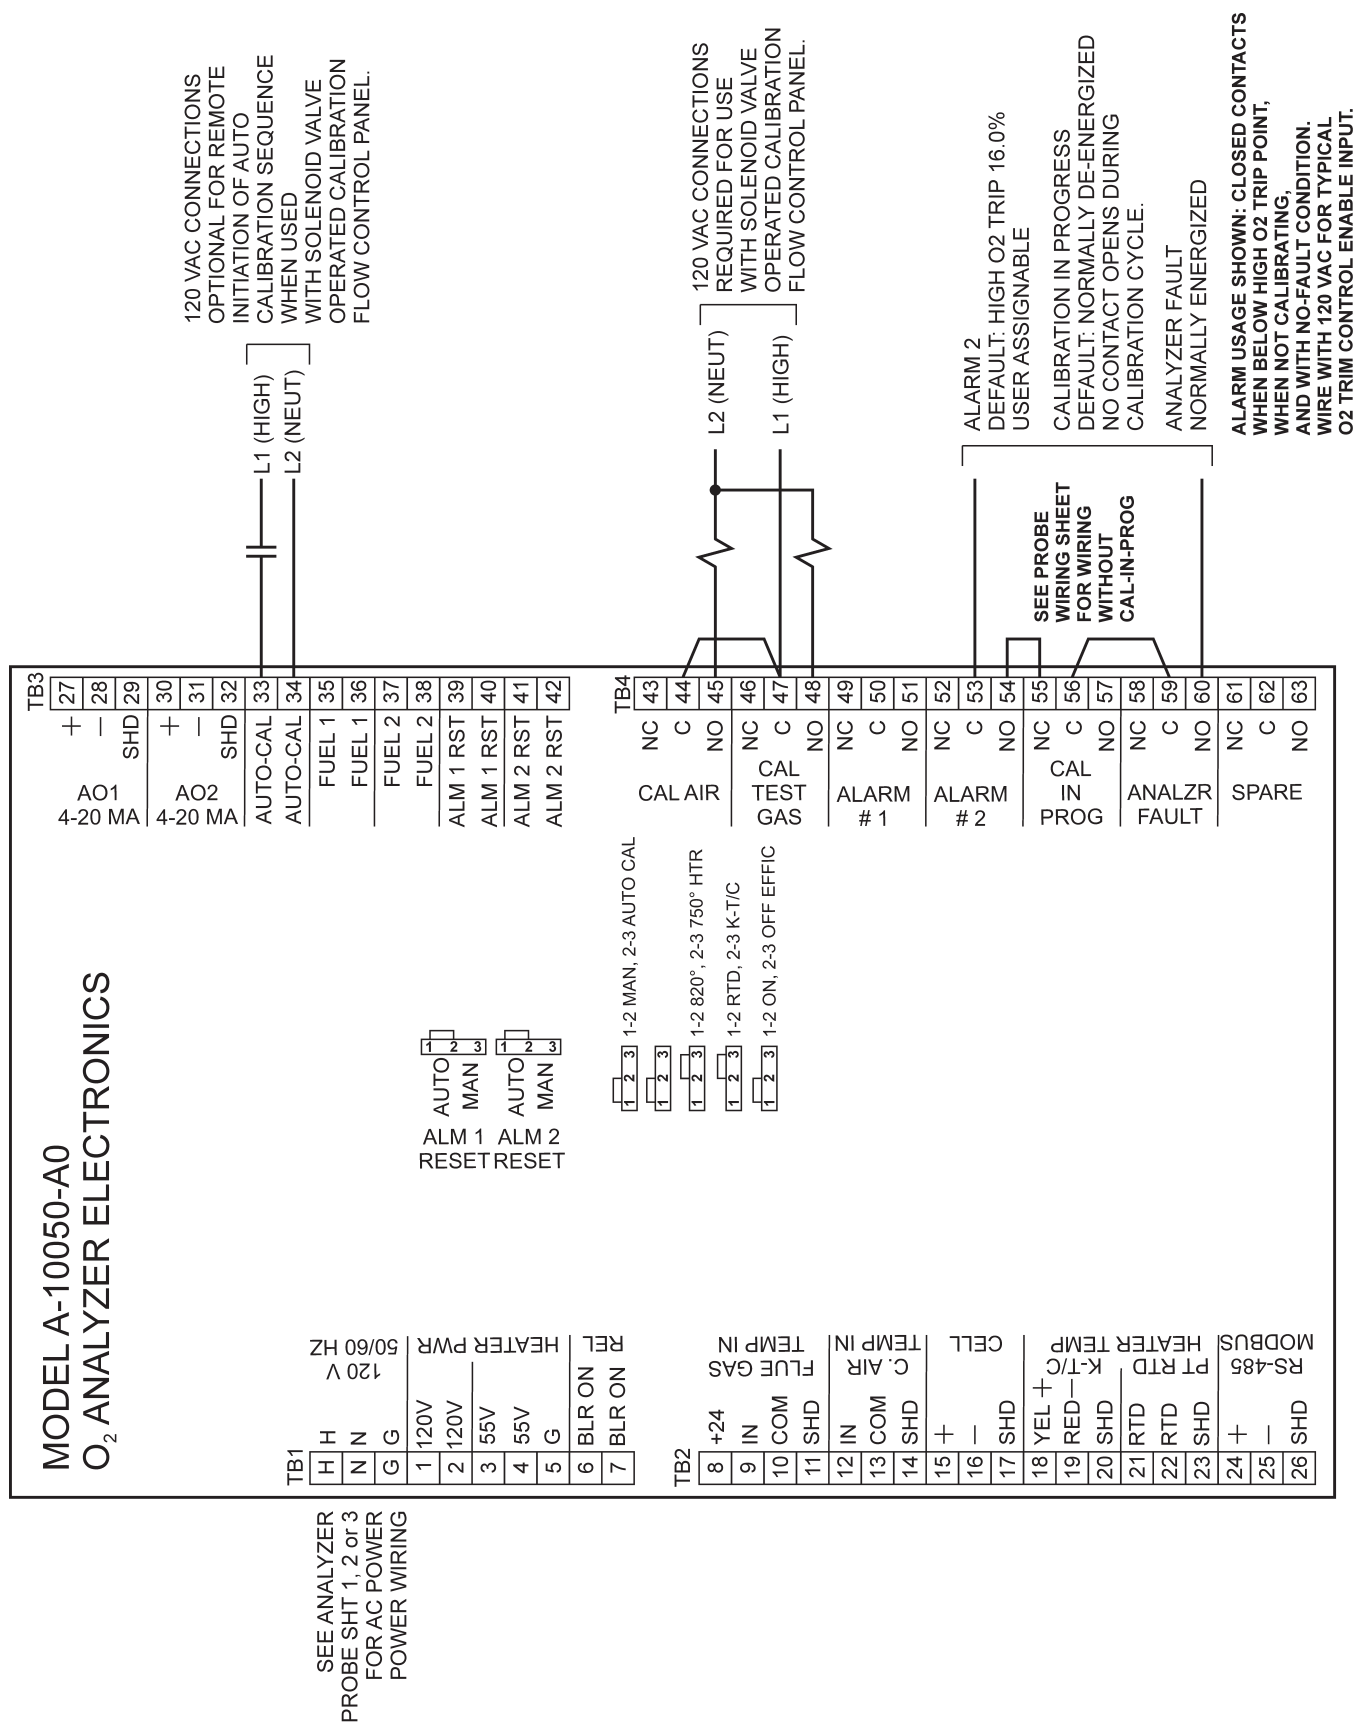 MODEL A-10050-A0
O2 ANALYZER ELECTRONICS
SEE ANALYZER
PROBE SHT 1, 2 or 3
FOR AC POWER
POWER WIRING
TB1
H H
N N
G G
1 120V
2 120V
3 55V
4 55V
5 G
6 BLR ON
7 BLR ON
120 V
50/60 HZ
HEATER PWR
REL
TB2
8 +24
9 IN
10 COM
11 SHD
12 IN
13 COM
14 SHD
15 +
16 –
17 SHD
18 YEL +
19 RED–
20 SHD
21 RTD
22 RTD
23 SHD
24 +
25 –
26 SHD
FLUE GAS
TEMP IN
C. AIR
TEMP IN
CELL
K-T/C
PT RTD
HEATER TEMP
RS-485
MODBUS
ALM 1
RESET
AUTO
MAN
1 2 3
ALM 2
RESET
AUTO
MAN
1 2 3
1 2 3 1-2 MAN, 2-3 AUTO CAL
1 2 3
1 2 3 1-2 820°, 2-3 750° HTR
1 2 3 1-2 RTD, 2-3 K-T/C
1 2 3 1-2 ON, 2-3 OFF EFFIC
TB3
+ 27
– 28
SHD 29
AO1
4-20 MA
+ 30
– 31
SHD 32
AO2
4-20 MA
AUTO-CAL 33
AUTO-CAL 34
FUEL 1 35
FUEL 1 36
FUEL 2 37
FUEL 2 38
ALM 1 RST 39
ALM 1 RST 40
ALM 2 RST 41
ALM 2 RST 42
L1 (HIGH)
L2 (NEUT)
120 VAC CONNECTIONS
OPTIONAL FOR REMOTE
INITIATION OF AUTO
CALIBRATION SEQUENCE
WHEN USED
WITH SOLENOID VALVE
OPERATED CALIBRATION
FLOW CONTROL PANEL.
TB4
NC 43
C 44
NO 45
CAL AIR
NC 46
C 47
NO 48
CAL
TEST
GAS
NC 49
C 50
NO 51
ALARM
# 1
NC 52
C 53
NO 54
ALARM
# 2
NC 55
C 56
NO 57
CAL
IN
PROG
NC 58
C 59
NO 60
ANALZR
FAULT
NC 61
C 62
NO 63
SPARE
L2 (NEUT)
L1 (HIGH)
120 VAC CONNECTIONS
REQUIRED FOR USE
WITH SOLENOID VALVE
OPERATED CALIBRATION
FLOW CONTROL PANEL.
SEE PROBE
WIRING SHEET
FOR WIRING
WITHOUT
CAL-IN-PROG
ALARM 2
DEFAULT: HIGH O2 TRIP 16.0%
USER ASSIGNABLE
CALIBRATION IN PROGRESS
DEFAULT: NORMALLY DE-ENERGIZED
NO CONTACT OPENS DURING
CALIBRATION CYCLE.
ANALYZER FAULT
NORMALLY ENERGIZED
ALARM USAGE SHOWN: CLOSED CONTACTS
WHEN BELOW HIGH O2 TRIP POINT,
WHEN NOT CALIBRATING,
AND WITH NO-FAULT CONDITION.
WIRE WITH 120 VAC FOR TYPICAL
O2 TRIM CONTROL ENABLE INPUT.